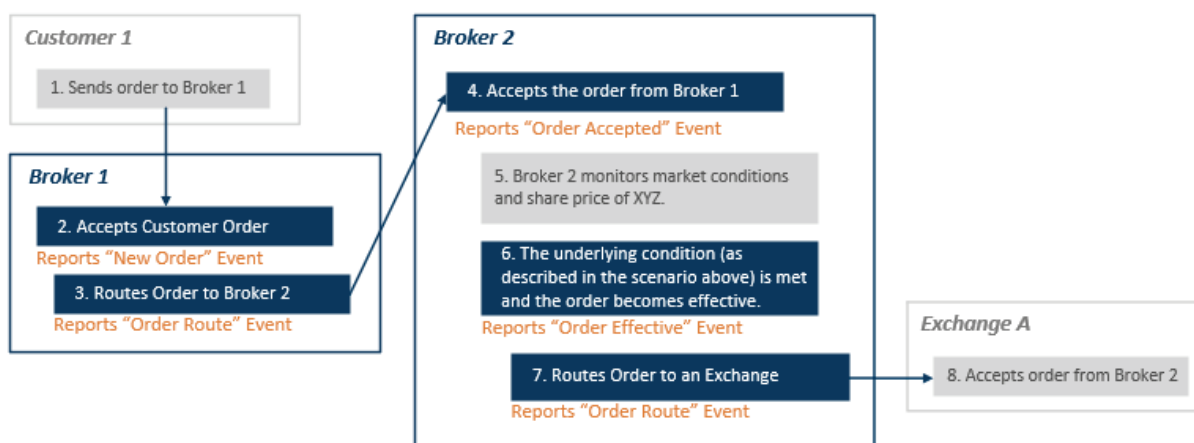 Customer 1
1. Sends order to Broker 1
Broker 1
2. Accepts Customer Order
Reports “New Order” Event
3. Routes Order to Broker 2
Reports “Order Route” Event
Broker 2
4. Accepts the order from Broker 1
Reports “Order Accepted” Event
5. Broker 2 monitors market conditions
and share price of XYZ.
6. The underlying condition (as
described in the scenario above) is met
and the order becomes effective.
Reports “Order Effective” Event
7. Routes Order to an Exchange
Reports “Order Route” Event
Exchange A
8. Accepts order from Broker 2